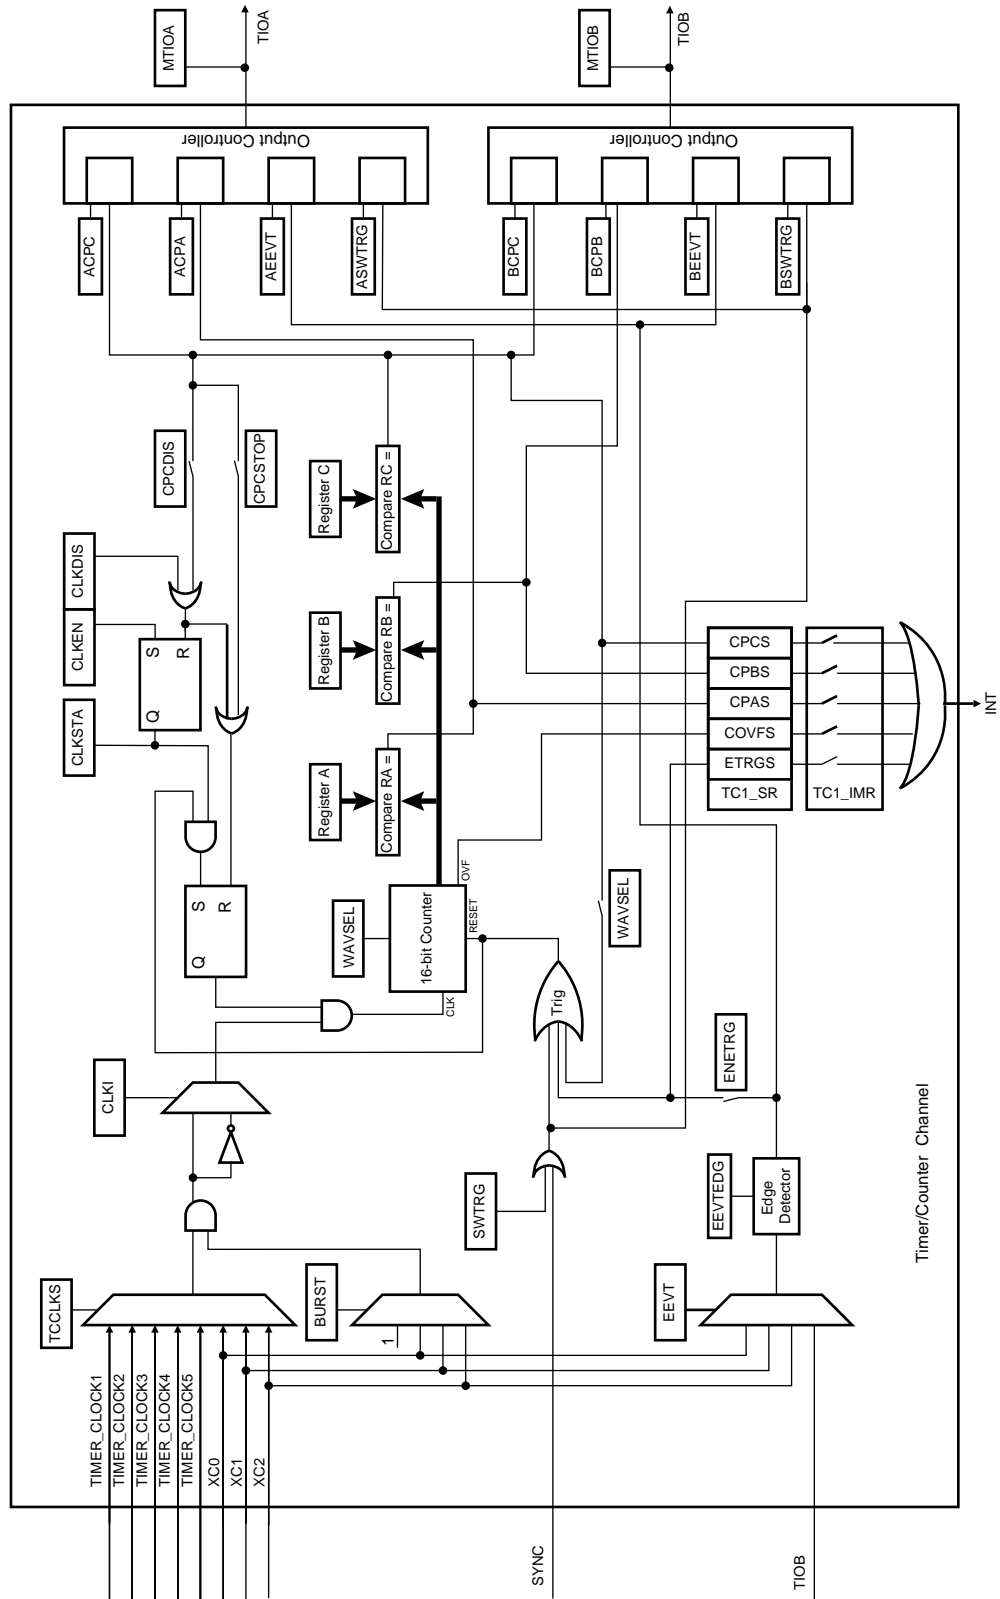 TIMER_CLOCK1
TIMER_CLOCK2
TIMER_CLOCK3
TIMER_CLOCK4
TIMER_CLOCK5
XC0
XC1
XC2
TCCLKS
CLKI
CLKSTA
CLKEN
CLKDIS
Q
S
R
Q
S
R
CPCDIS
CPCSTOP
ACPC
ACPA
AEEVT
ASWTRG
Output Controller
MTIOA
TIOA
BURST
1
WAVSEL
16-bit Counter
CLK
RESET
OVF
Register A
Register B
Register C
Compare RA =
Compare RB =
Compare RC =
BCPC
BCPB
BEEVT
BSWTRG
Output Controller
MTIOB
TIOB
SYNC
SWTRG
Trig
WAVSEL
EEVT
EEVTEDG
Edge
Detector
ENETRG
CPCS
CPBS
CPAS
COVFS
ETRGS
TC1_SR
TC1_IMR
INT
TIOB
Timer/Counter Channel